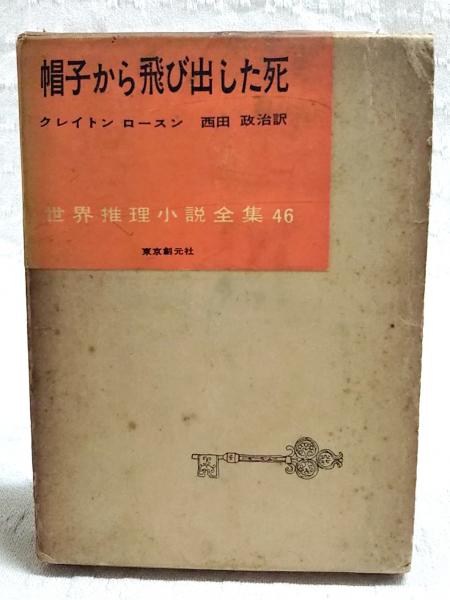 帽子から飛び出した死
クレイトン ロースン 西田 政治訳
世界推理小説全集 46
東京創元社